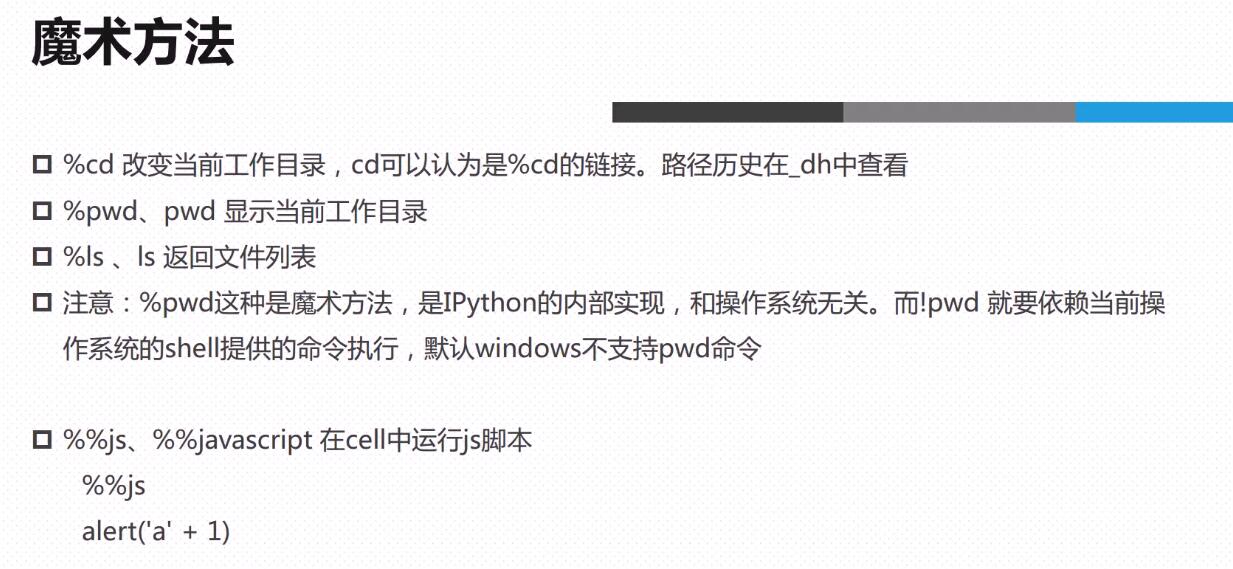 魔术方法
%cd 改变当前工作目录，cd可以认为是%cd的链接。路径历史在_dh中查看
%pwd、pwd 显示当前工作目录
%ls 、ls 返回文件列表
注意：%pwd这种是魔术方法，是IPython的内部实现，和操作系统无关。而!pwd 就要依赖当前操
作系统的shell提供的命令执行，默认windows不支持pwd命令
%%js、%%javascript 在cell中运行js脚本
%%js
alert('a' + 1)